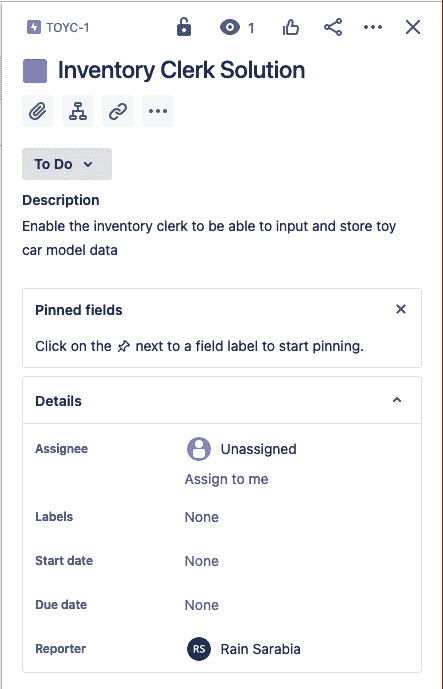 TOYC-1
1
Inventory Clerk Solution
To Do
Description
Enable the inventory clerk to be able to input and store toy
car model data
Pinned fields
Click on the next to a field label to start pinning.
Details
Assignee
Unassigned
Assign to me
Labels
None
Start date
None
Due date
None
Reporter
RS
Rain Sarabia